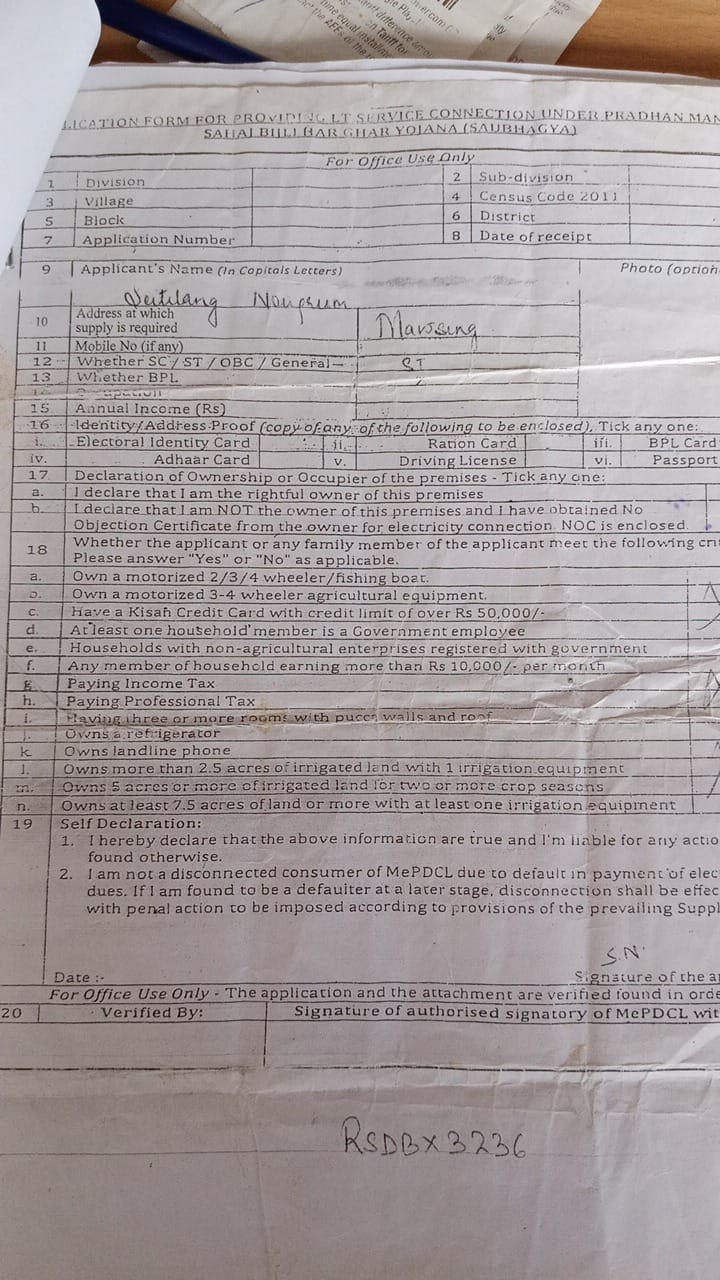 LICATION FORM FOR PROVIDING LT SERVICE CONNECTION UNDER PRADHAN MAN
SAHAJ BIJLI HAR GHAR YOJANA (SAUBHAGYA)
For Office Use Only
1 Division 2 Sub-division
3 Village 4 Census Code 2011
5 Block 6 District
7 Application Number 8 Date of receipt
9 Applicant's Name (In Capitals Letters) Photo (option
10 Address at which
supply is required Mawssing
11 Mobile No (if any)
12 Whether SC / ST / OBC / General ST
13 Whether BPL
15 Annual Income (Rs)
16 Identity/Address Proof (copy of any of the following to be enclosed), Tick any one:
i. Electoral Identity Card ii. Ration Card iii. BPL Card
iv. Adhaar Card v. Driving License vi. Passport
17 Declaration of Ownership or Occupier of the premises - Tick any one:
a. I declare that I am the rightful owner of this premises
b. I declare that I am NOT the owner of this premises and I have obtained No
Objection Certificate from the owner for electricity connection. NOC is enclosed.
18 Whether the applicant or any family member of the applicant meet the following cri
Please answer "Yes" or "No" as applicable.
a. Own a motorized 2/3/4 wheeler/fishing boat.
b. Own a motorized 3-4 wheeler agricultural equipment.
c. Have a Kisah Credit Card with credit limit of over Rs 50,000/-
d. At least one household member is a Government employee
e. Households with non-agricultural enterprises registered with government
f. Any member of household earning more than Rs 10,000/- per month
g. Paying Income Tax
h. Paying Professional Tax
i. Having three or more rooms with pucca walls and roof
j. Owns a refrigerator
k. Owns landline phone
l. Owns more than 2.5 acres of irrigated land with 1 irrigation equipment
m. Owns 5 acres or more of irrigated land for two or more crop seasons
n. Owns at least 7.5 acres of land or more with at least one irrigation equipment
19 Self Declaration:
1. I hereby declare that the above information are true and I'm liable for any actio
found otherwise.
2. I am not a disconnected consumer of MePDCL due to default in payment of elec
dues. If I am found to be a defaulter at a later stage, disconnection shall be effec
with penal action to be imposed according to provisions of the prevailing Suppl
S.N.
Date :- Signature of the a
For Office Use Only - The application and the attachment are verified found in orde
20 Verified By: Signature of authorised signatory of MePDCL wit
RSDBX3236